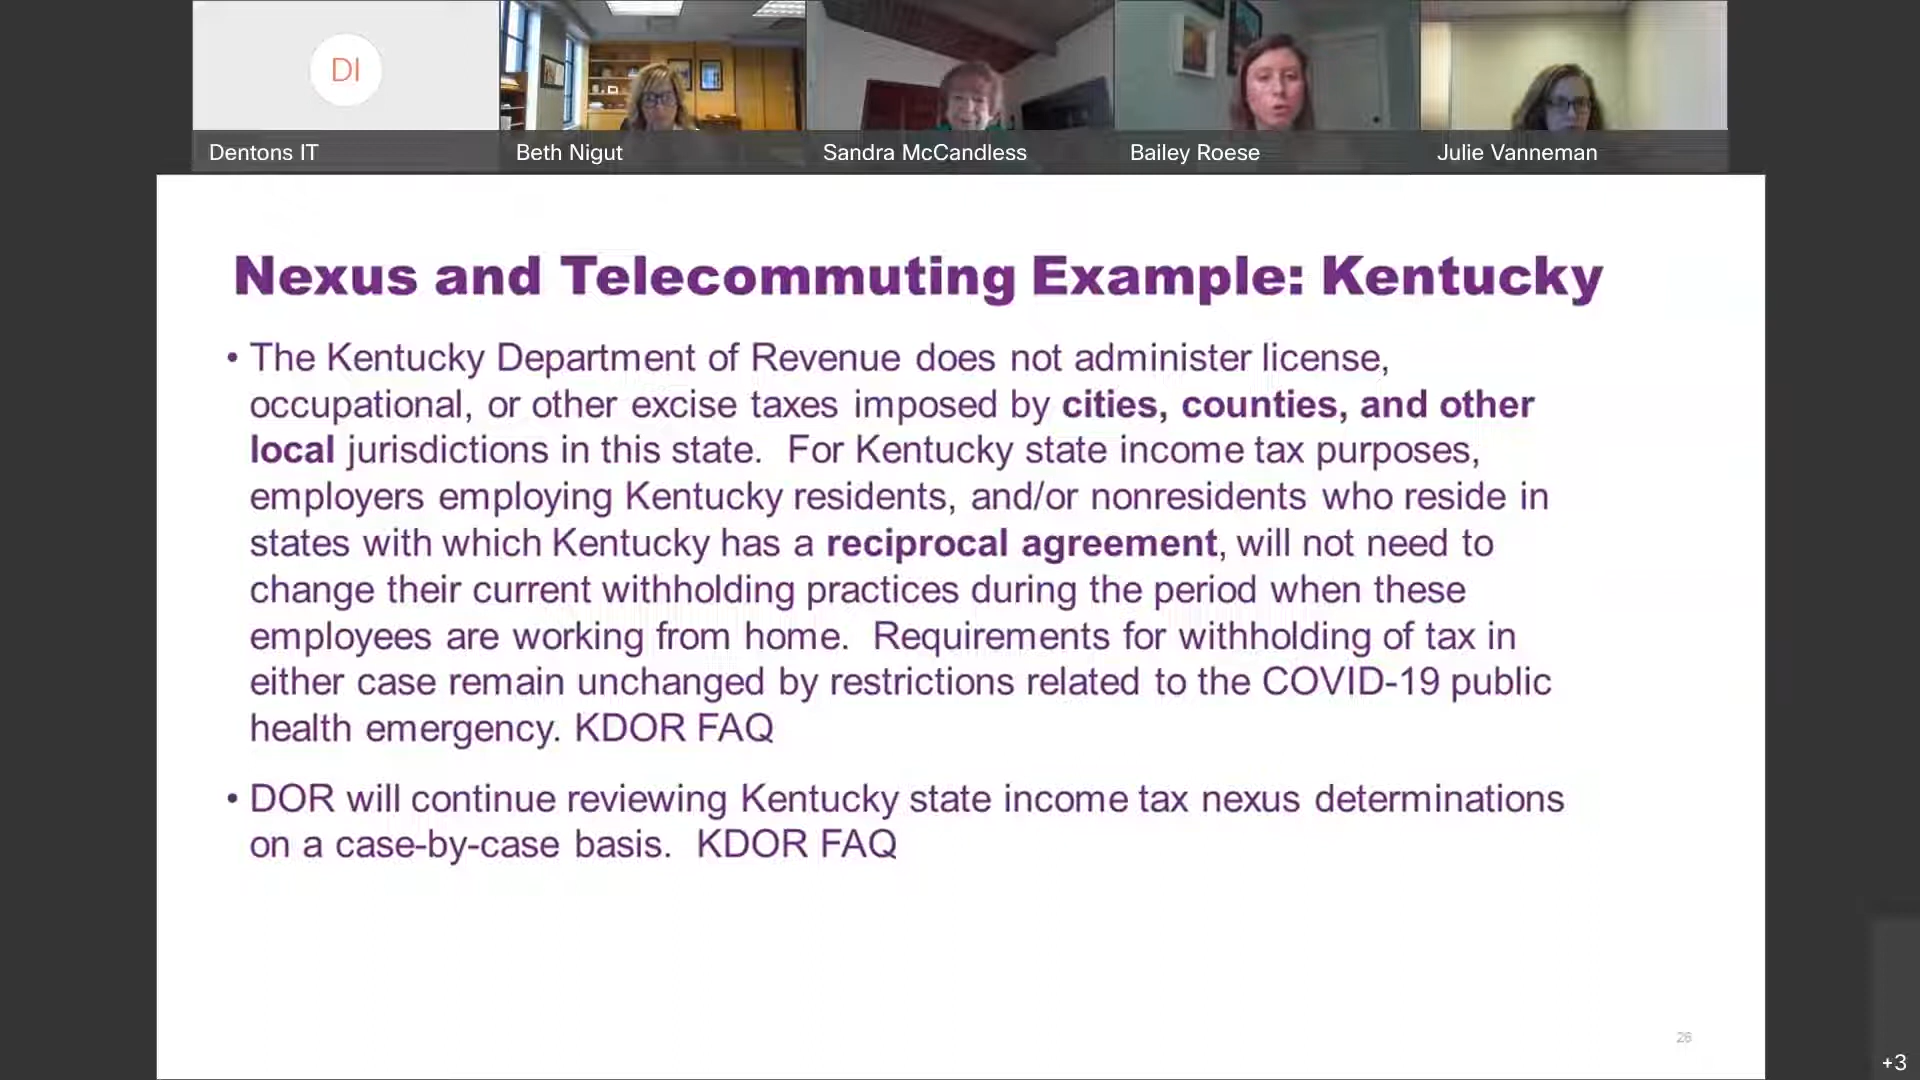 DI
Dentons IT
Beth Nigut
Sandra McCandless
Bailey Roese
Julie Vanneman
Nexus and Telecommuting Example: Kentucky
• The Kentucky Department of Revenue does not administer license,
occupational, or other excise taxes imposed by cities, counties, and other
local jurisdictions in this state.  For Kentucky state income tax purposes,
employers employing Kentucky residents, and/or nonresidents who reside in
states with which Kentucky has a reciprocal agreement, will not need to
change their current withholding practices during the period when these
employees are working from home.  Requirements for withholding of tax in
either case remain unchanged by restrictions related to the COVID-19 public
health emergency. KDOR FAQ
• DOR will continue reviewing Kentucky state income tax nexus determinations
on a case-by-case basis.  KDOR FAQ
26
+3